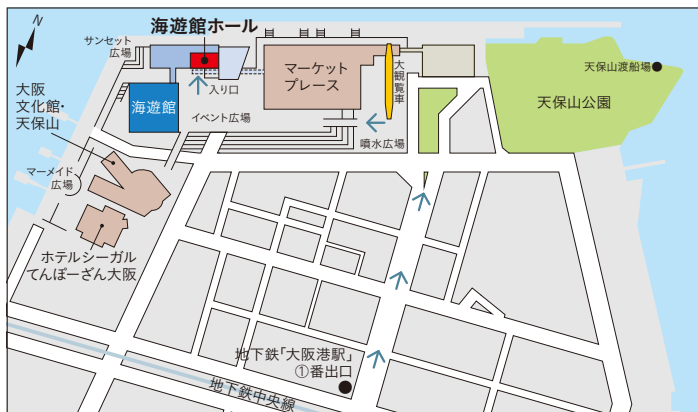 N
海遊館ホール
サンセット
広場
入り口
マーケット
プレース
大観覧車
天保山渡船場
天保山公園
大阪
文化館・
天保山
海遊館
イベント広場
噴水広場
マーメイド
広場
ホテルシーガル
てんぽーざん大阪
地下鉄「大阪港駅」
①番出口
地下鉄中央線